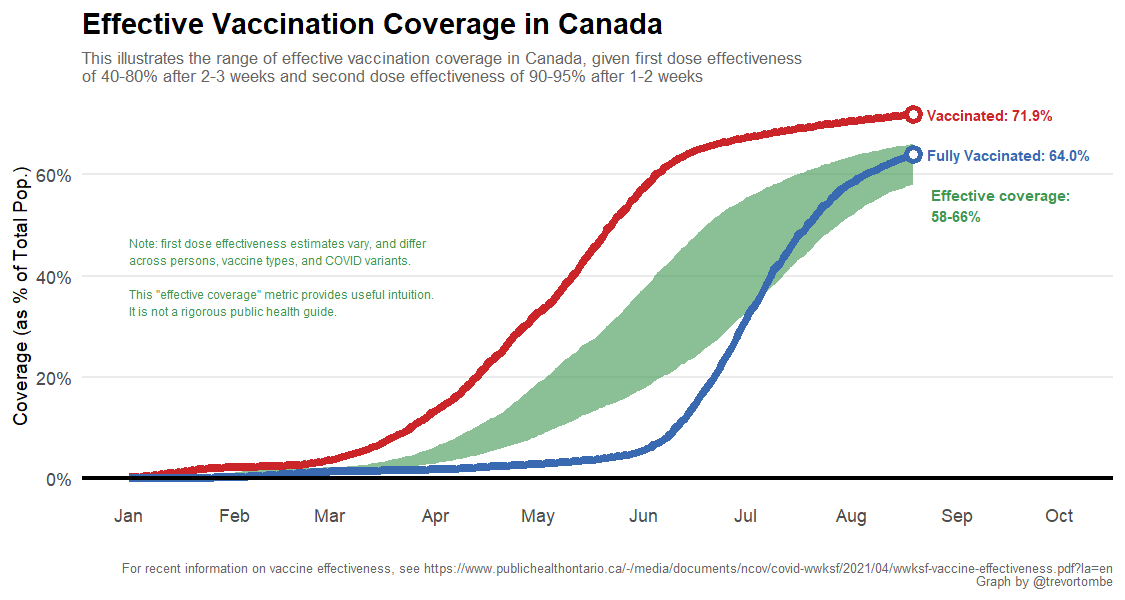 Effective Vaccination Coverage in Canada
This illustrates the range of effective vaccination coverage in Canada, given first dose effectiveness
of 40-80% after 2-3 weeks and second dose effectiveness of 90-95% after 1-2 weeks
Vaccinated: 71.9%
Fully Vaccinated: 64.0%
Effective coverage:
58-66%
Coverage (as % of Total Pop.)
60%
40%
20%
0%
Note: first dose effectiveness estimates vary, and differ
across persons, vaccine types, and COVID variants.
This "effective coverage" metric provides useful intuition.
It is not a rigorous public health guide.
Jan Feb Mar Apr May Jun Jul Aug Sep Oct
For recent information on vaccine effectiveness, see https://www.publichealthontario.ca/-/media/documents/ncov/covid-wwksf/2021/04/wwksf-vaccine-effectiveness.pdf?la=en
Graph by @trevortombe